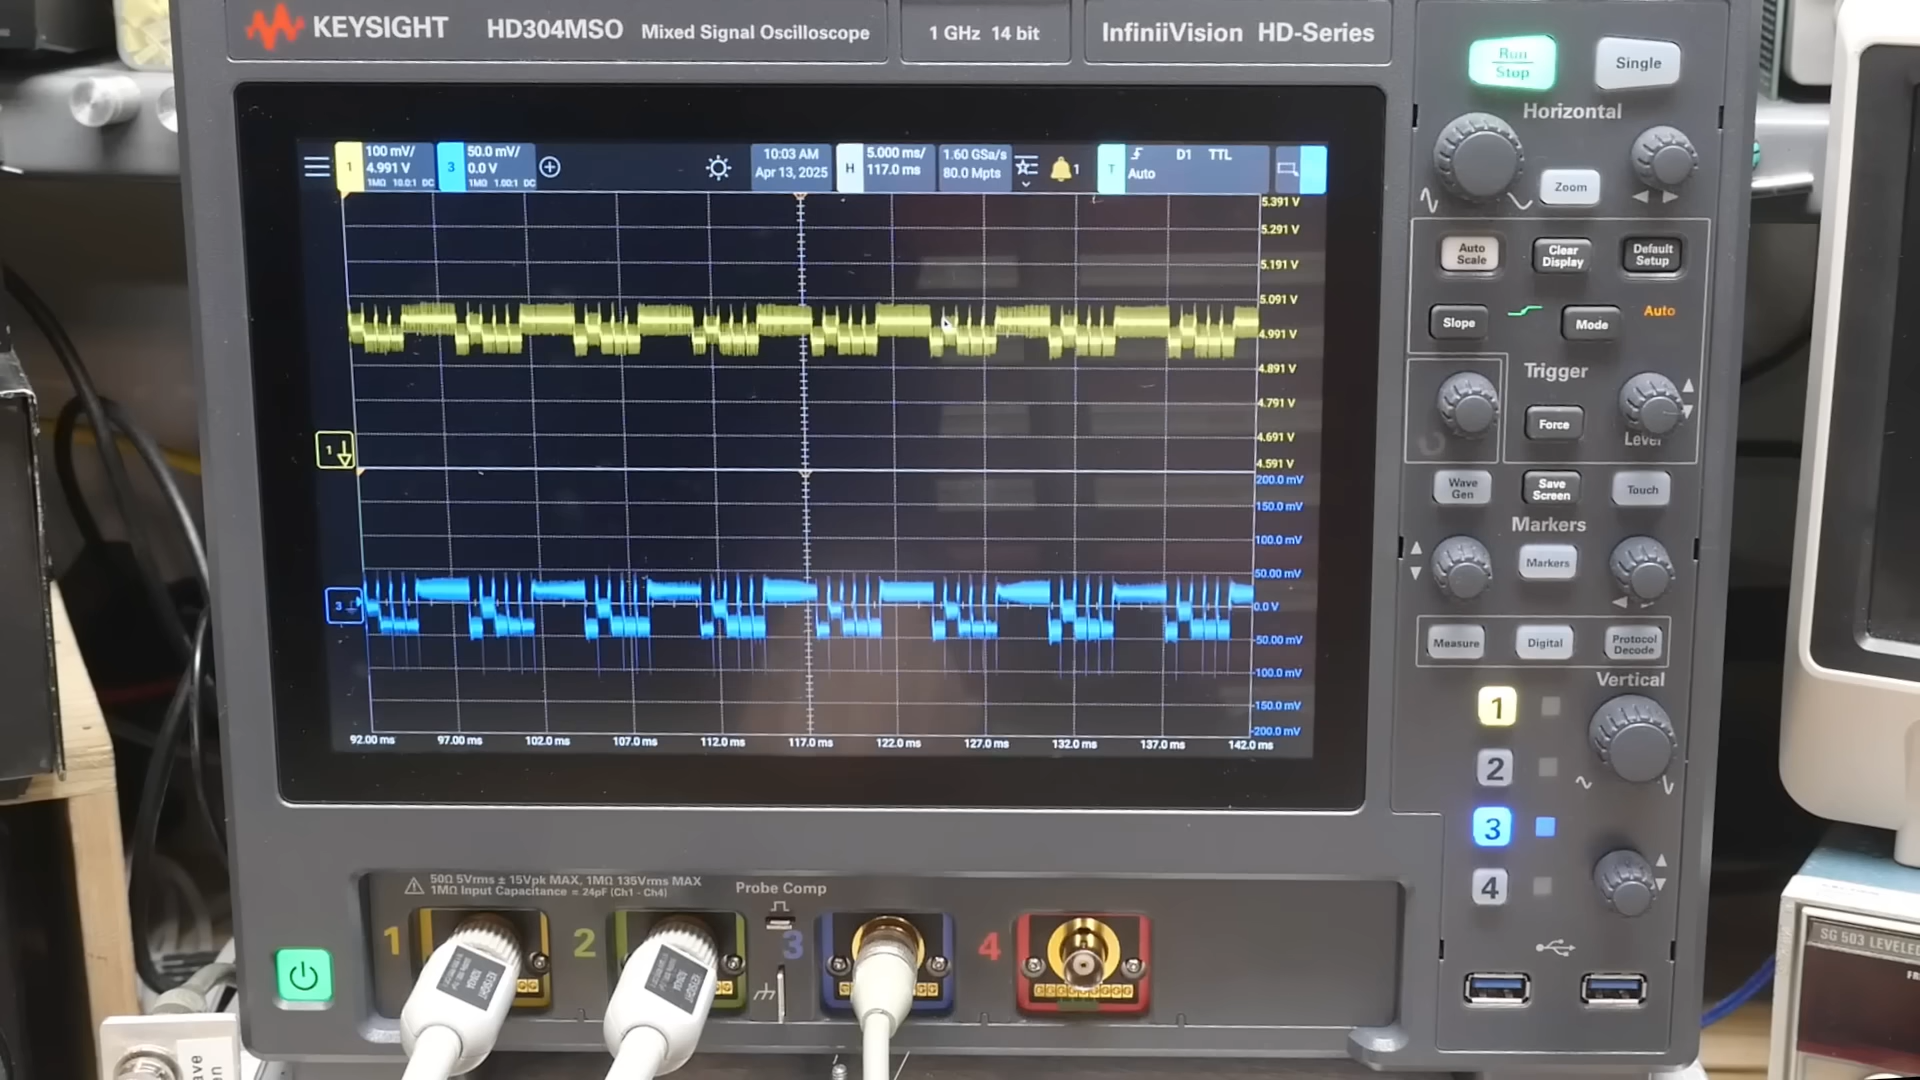 KEYSIGHT HD304MSO Mixed Signal Oscilloscope 1 GHz 14 bit InfiniiVision HD-Series
Run
Stop
Single
Horizontal
Zoom
1 100 mV/
4.991 V
1MΩ 10.0:1 DC
3 50.0 mV/
0.0 V
1MΩ 1.00:1 DC
10:03 AM
Apr 13, 2025
H 5.000 ms/
117.0 ms
1.60 GSa/s
80.0 Mpts
1
T D1 TTL
Auto
5.391 V
5.291 V
5.191 V
5.091 V
4.991 V
4.891 V
4.791 V
4.691 V
4.591 V
1
200.0 mV
150.0 mV
100.0 mV
50.00 mV
0.0 V
-50.00 mV
-100.0 mV
-150.0 mV
-200.0 mV
3
92.00 ms 97.00 ms 102.0 ms 107.0 ms 112.0 ms 117.0 ms 122.0 ms 127.0 ms 132.0 ms 137.0 ms 142.0 ms
Auto
Scale
Clear
Display
Default
Setup
Slope
Mode
Auto
Trigger
Force
Level
Wave
Gen
Save
Screen
Touch
Markers
Markers
Measure
Digital
Protocol
Decode
Vertical
1
2
3
4
50Ω 5Vrms ± 15Vpk MAX, 1MΩ 135Vrms MAX
1MΩ Input Capacitance ≈ 24pF (Ch1 - Ch4)
Probe Comp
1
2
3
4
KEYSIGHT
KEYSIGHT
SG 503 LEVELED